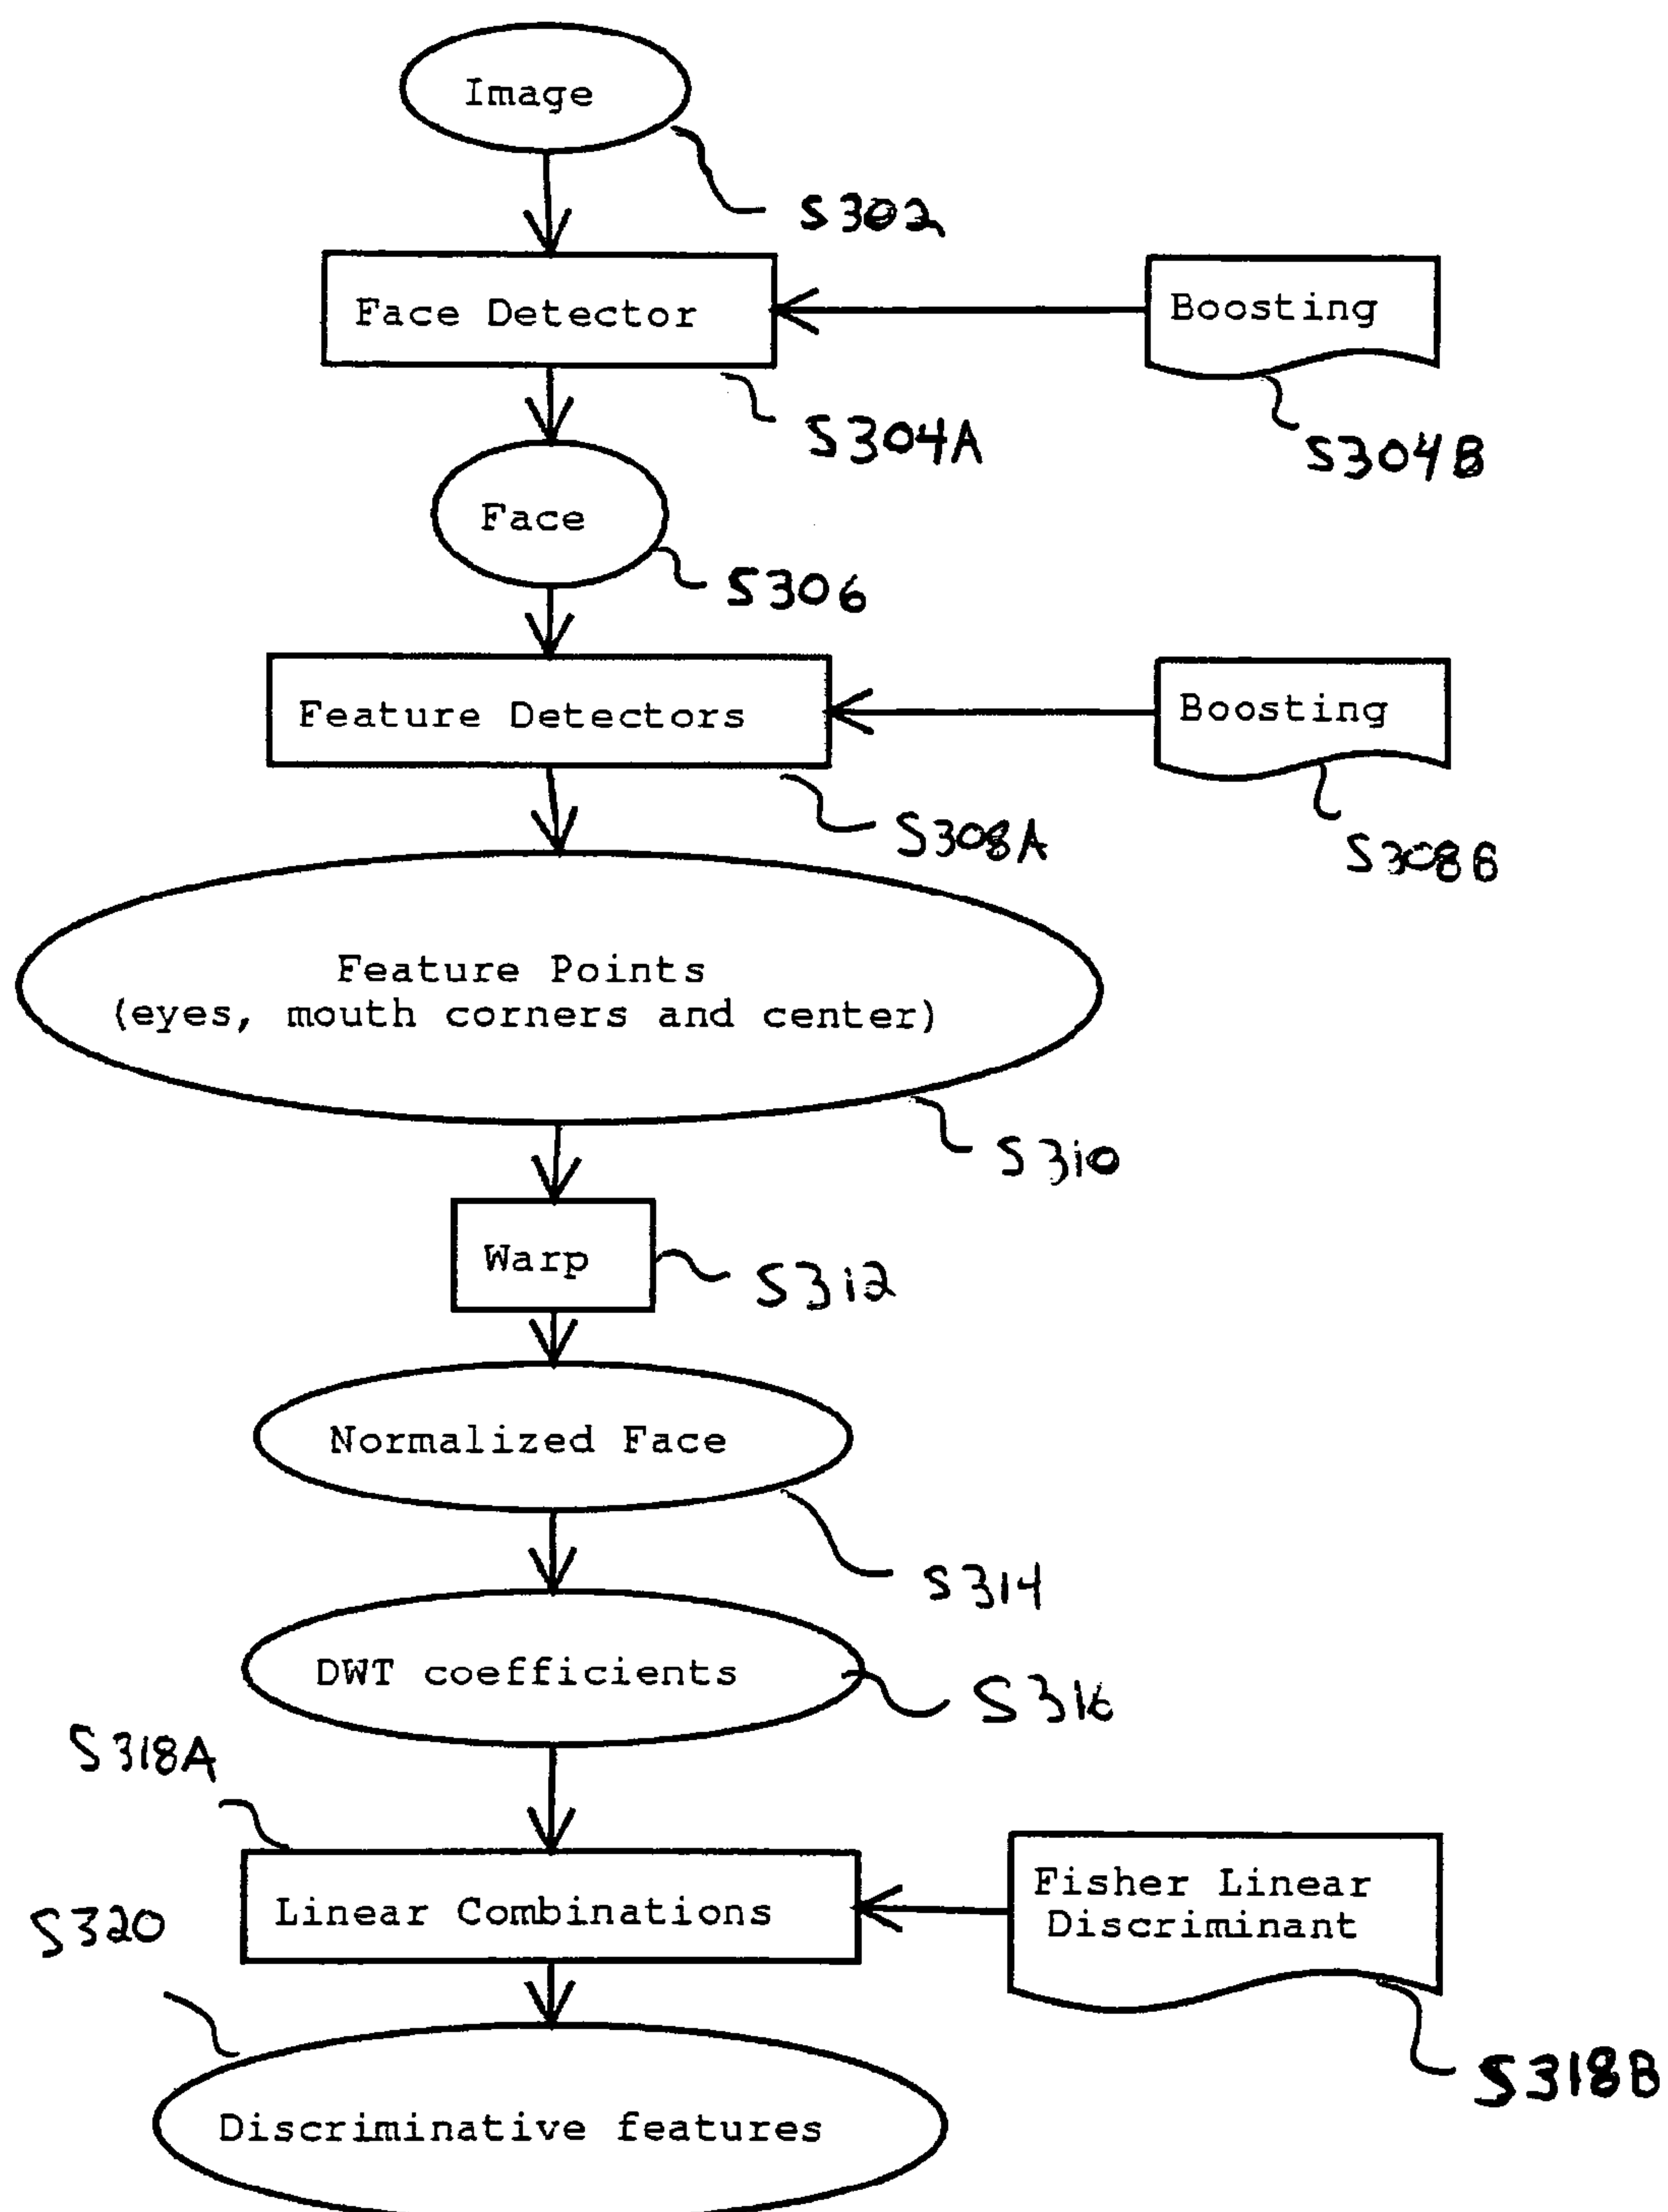 Image
S302
Face Detector
Boosting
S304A
S304B
Face
S306
Feature Detectors
Boosting
S308A
S308B
Feature Points
(eyes, mouth corners and center)
S310
Warp
S312
Normalized Face
S314
DWT coefficients
S316
S318A
Linear Combinations
Fisher Linear
Discriminant
S320
S318B
Discriminative features